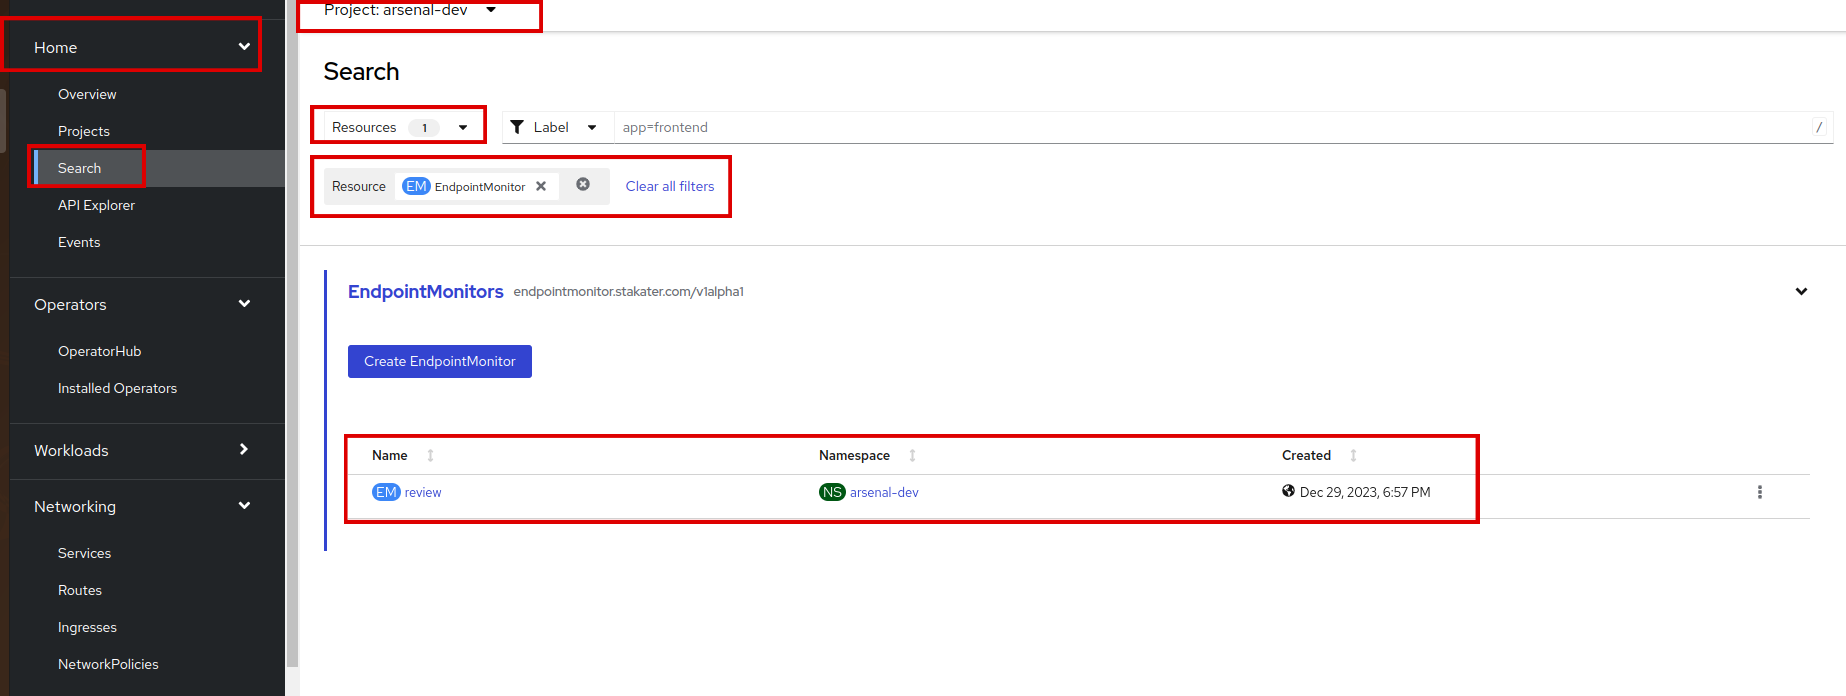 Project: arsenal-dev
Home
Overview
Projects
Search
API Explorer
Events
Operators
OperatorHub
Installed Operators
Workloads
Networking
Services
Routes
Ingresses
NetworkPolicies
Search
Resources 1 Label app=frontend /
Resource EM EndpointMonitor Clear all filters
EndpointMonitors endpointmonitor.stakater.com/v1alpha1
Create EndpointMonitor
Name Namespace Created
EM review NS arsenal-dev Dec 29, 2023, 6:57 PM